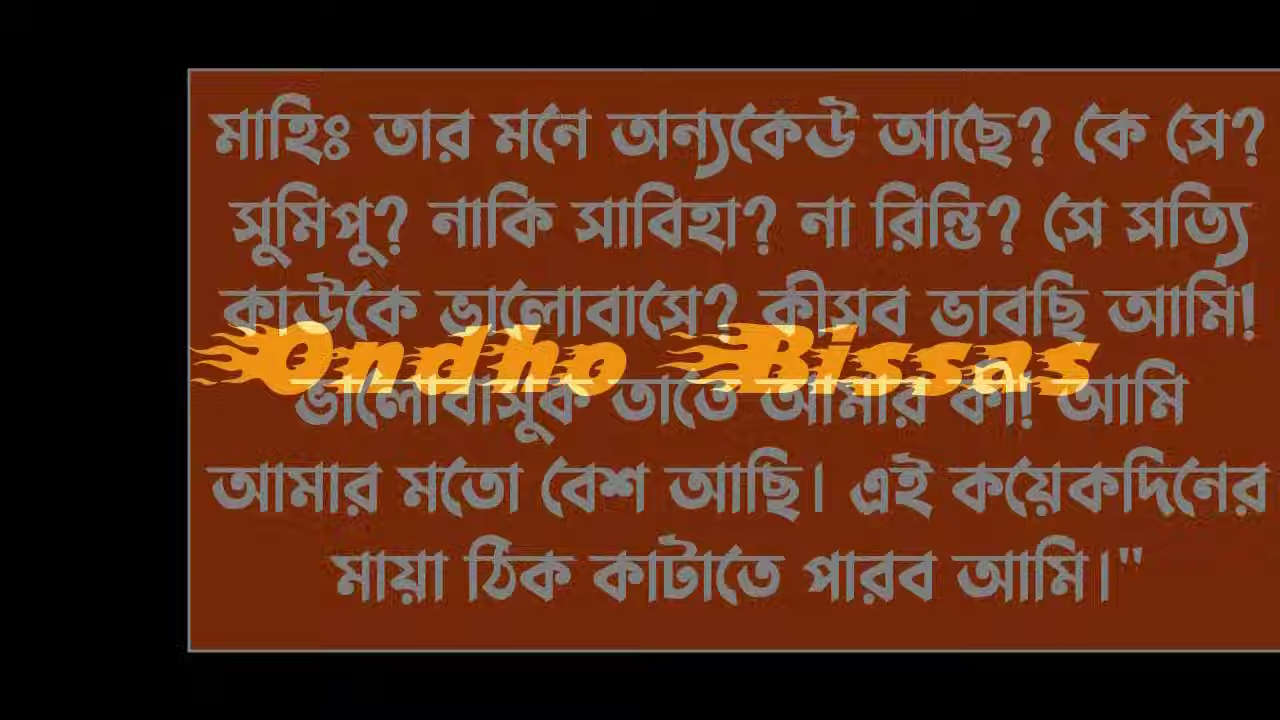 মাহিঃ তার মনে অন্যকেউ আছে? কে সে?
সুমিপু? নাকি সাবিহা? না রিন্তি? সে সত্যি
কাউকে ভালোবাসে? কীসব ভাবছি আমি!
Ondho Bissas
ভালোবাসুক তাতে আমার কী! আমি
আমার মতো বেশ আছি। এই কয়েকদিনের
মায়া ঠিক কাটাতে পারব আমি।"